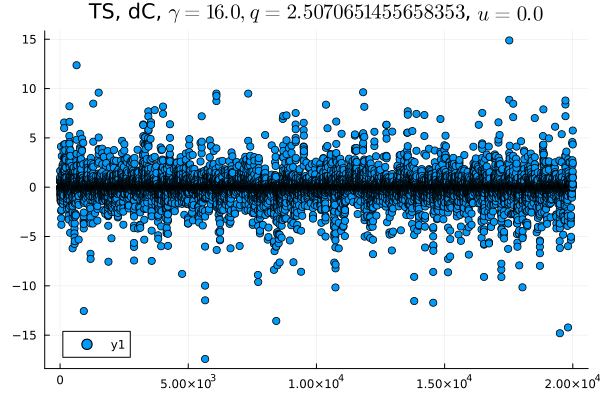 TS, dC, γ = 16.0, q = 2.5070651455658353, u = 0.0
15
10
5
0
−5
−10
−15
y1
0 5.00×10³ 1.00×10⁴ 1.50×10⁴ 2.00×10⁴